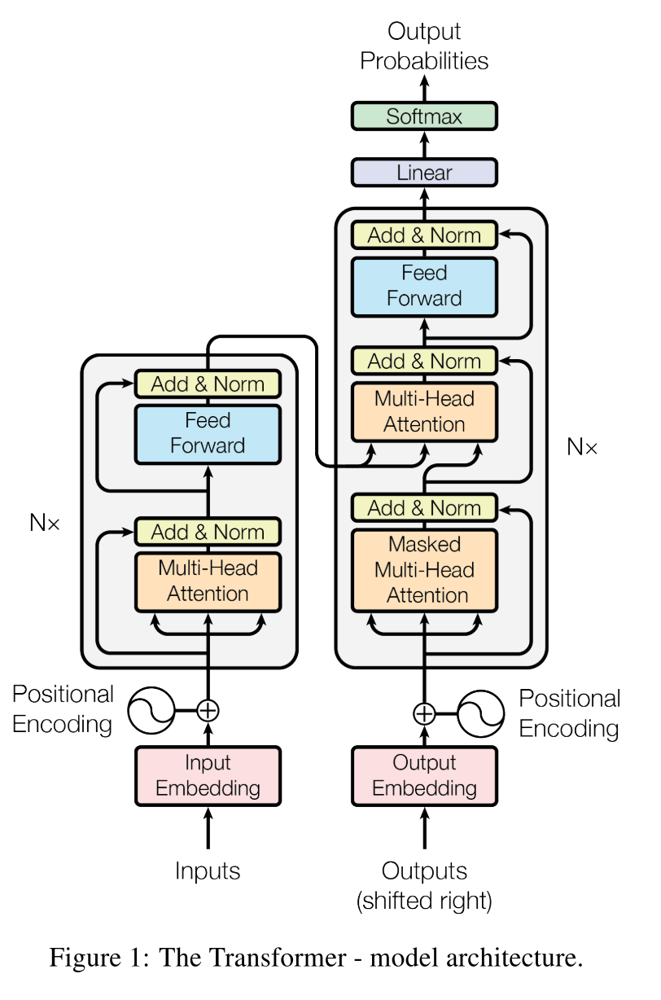 Output
Probabilities
Softmax
Linear
Add & Norm
Feed
Forward
Add & Norm
Multi-Head
Attention
Add & Norm
Masked
Multi-Head
Attention
N×
Add & Norm
Feed
Forward
Add & Norm
Multi-Head
Attention
N×
Positional
Encoding
Positional
Encoding
Input
Embedding
Output
Embedding
Inputs
Outputs
(shifted right)
Figure 1: The Transformer - model architecture.